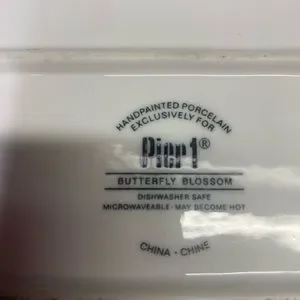 HANDPAINTED PORCELAIN
EXCLUSIVELY FOR
Pier 1®
BUTTERFLY BLOSSOM
DISHWASHER SAFE
MICROWAVEABLE · MAY BECOME HOT
CHINA · CHINE